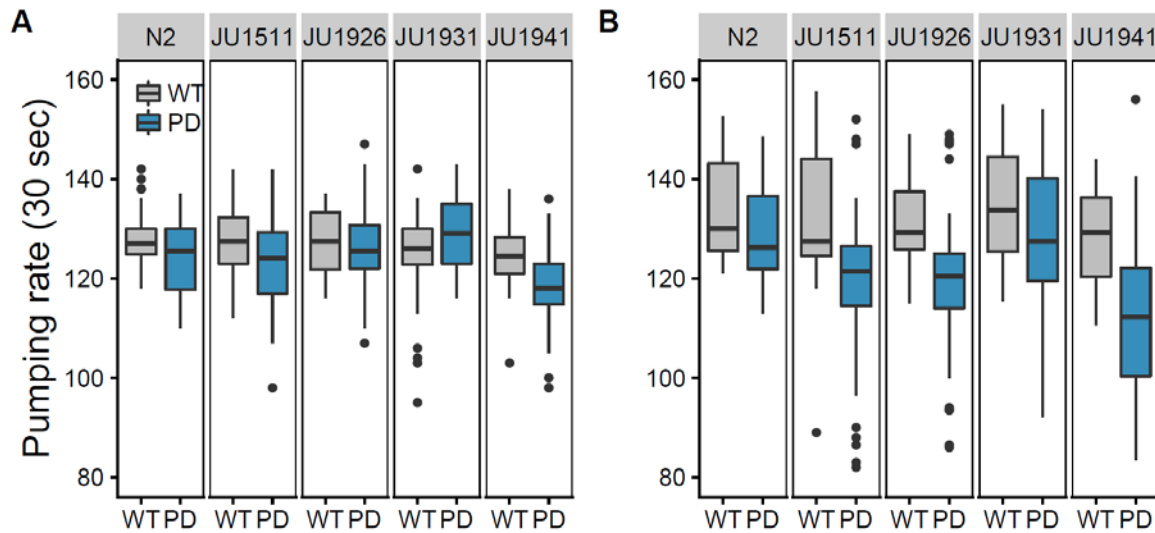 A
N2 JU1511 JU1926 JU1931 JU1941
Pumping rate (30 sec)
160
140
120
100
80
WT
PD
WT PD WT PD WT PD WT PD WT PD
B
N2 JU1511 JU1926 JU1931 JU1941
160
140
120
100
80
WT PD WT PD WT PD WT PD WT PD